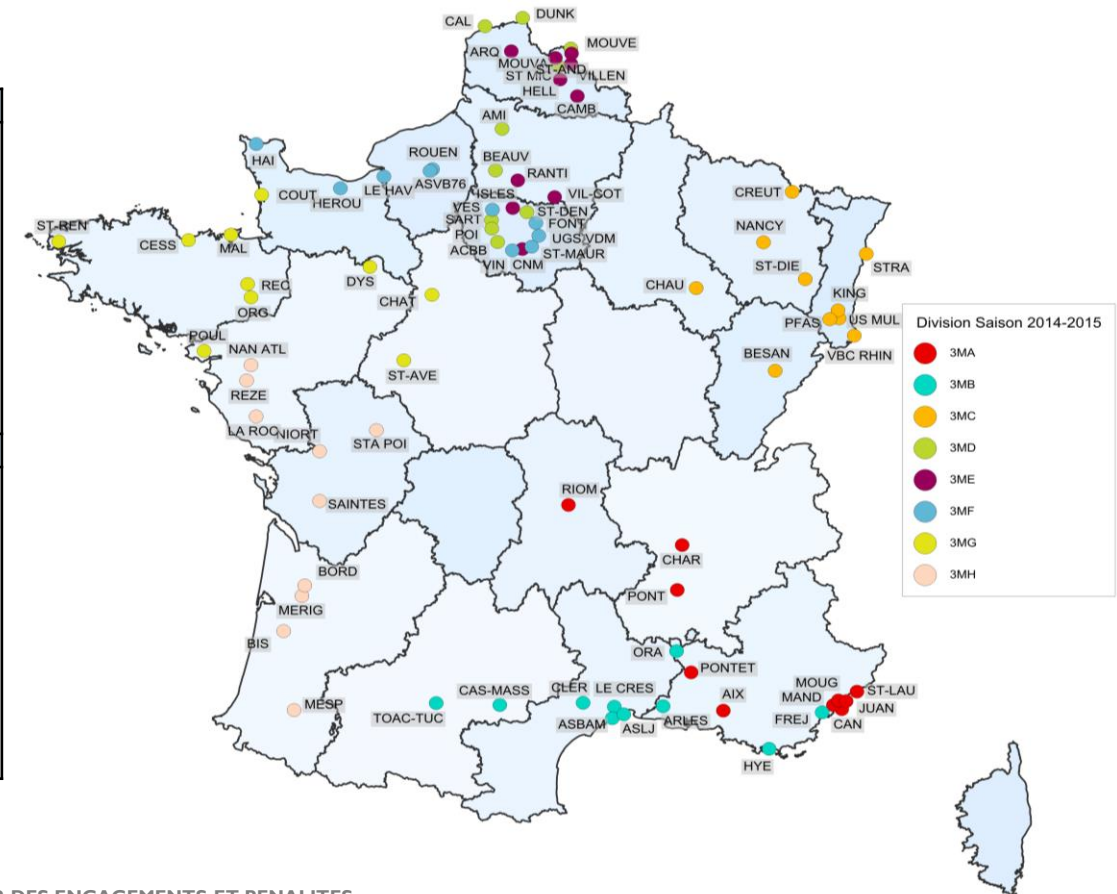 DUNK
CAL
MOUVE
ARQ
MOUVA
ST-AND
ST MIC
VILLEN
HELL
CAMB
AMI
ROUEN
BEAUV
HAI
RANTI
ASVB76
CREUT
COUT
LE HAV
ISLES
VIL-COT
HEROU
VES
ST-DEN
ST-REN
SART
FONT
NANCY
CESS
MAL
POI
UGS/VDM
ACBB
ST-MAUR
ST-DIE
STRA
VIN
CNM
DYS
REC
CHAT
CHAU
KING
ORG
PFAS
US MUL
POUL
NAN ATL
BESAN
VBC RHIN
ST-AVE
REZE
LA ROC
NIORT
STA POI
RIOM
SAINTES
CHAR
BORD
PONT
MERIG
BIS
ORA
PONTET
MOUG
ST-LAU
CLER
LE CRES
AIX
MAND
CAS-MASS
JUAN
MESP
TOAC-TUC
ARLES
FREJ
CAN
ASBAM
ASLJ
HYE
Division Saison 2014-2015
3MA
3MB
3MC
3MD
3ME
3MF
3MG
3MH
DES ENGAGEMENTS ET PENALITES